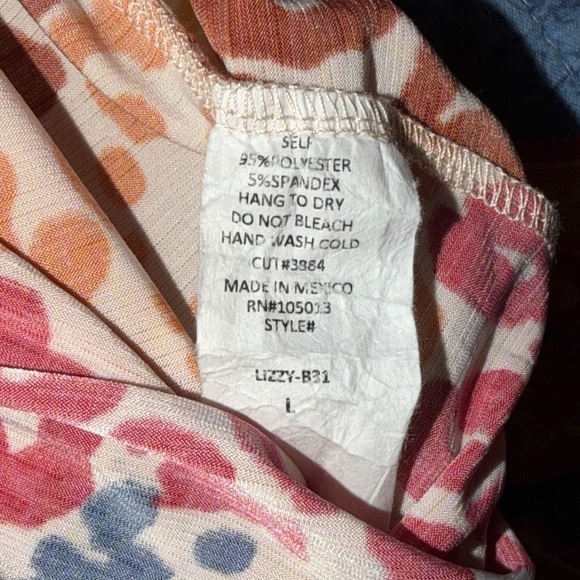 SELF
95%POLYESTER
5%SPANDEX
HANG TO DRY
DO NOT BLEACH
HAND WASH COLD
CUT#3884
MADE IN MEXICO
RN#105013
STYLE#
LIZZY-B31
L